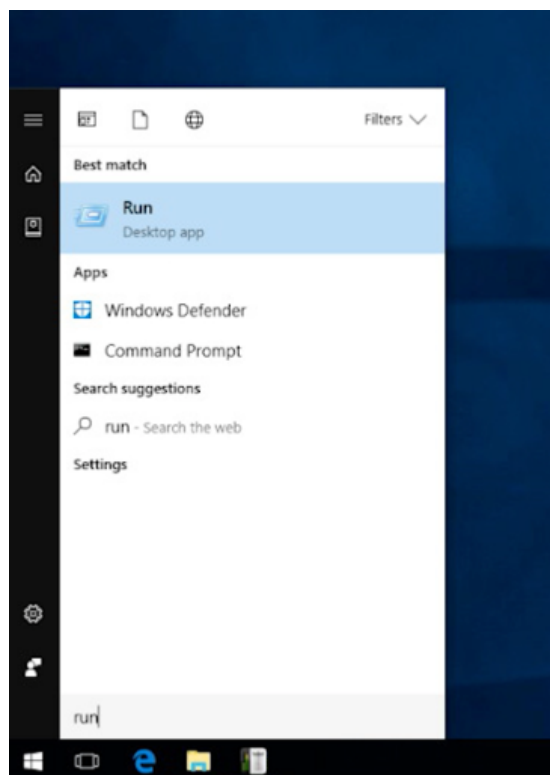 Filters
Best match
Run
Desktop app
Apps
Windows Defender
Command Prompt
Search suggestions
run - Search the web
Settings
run